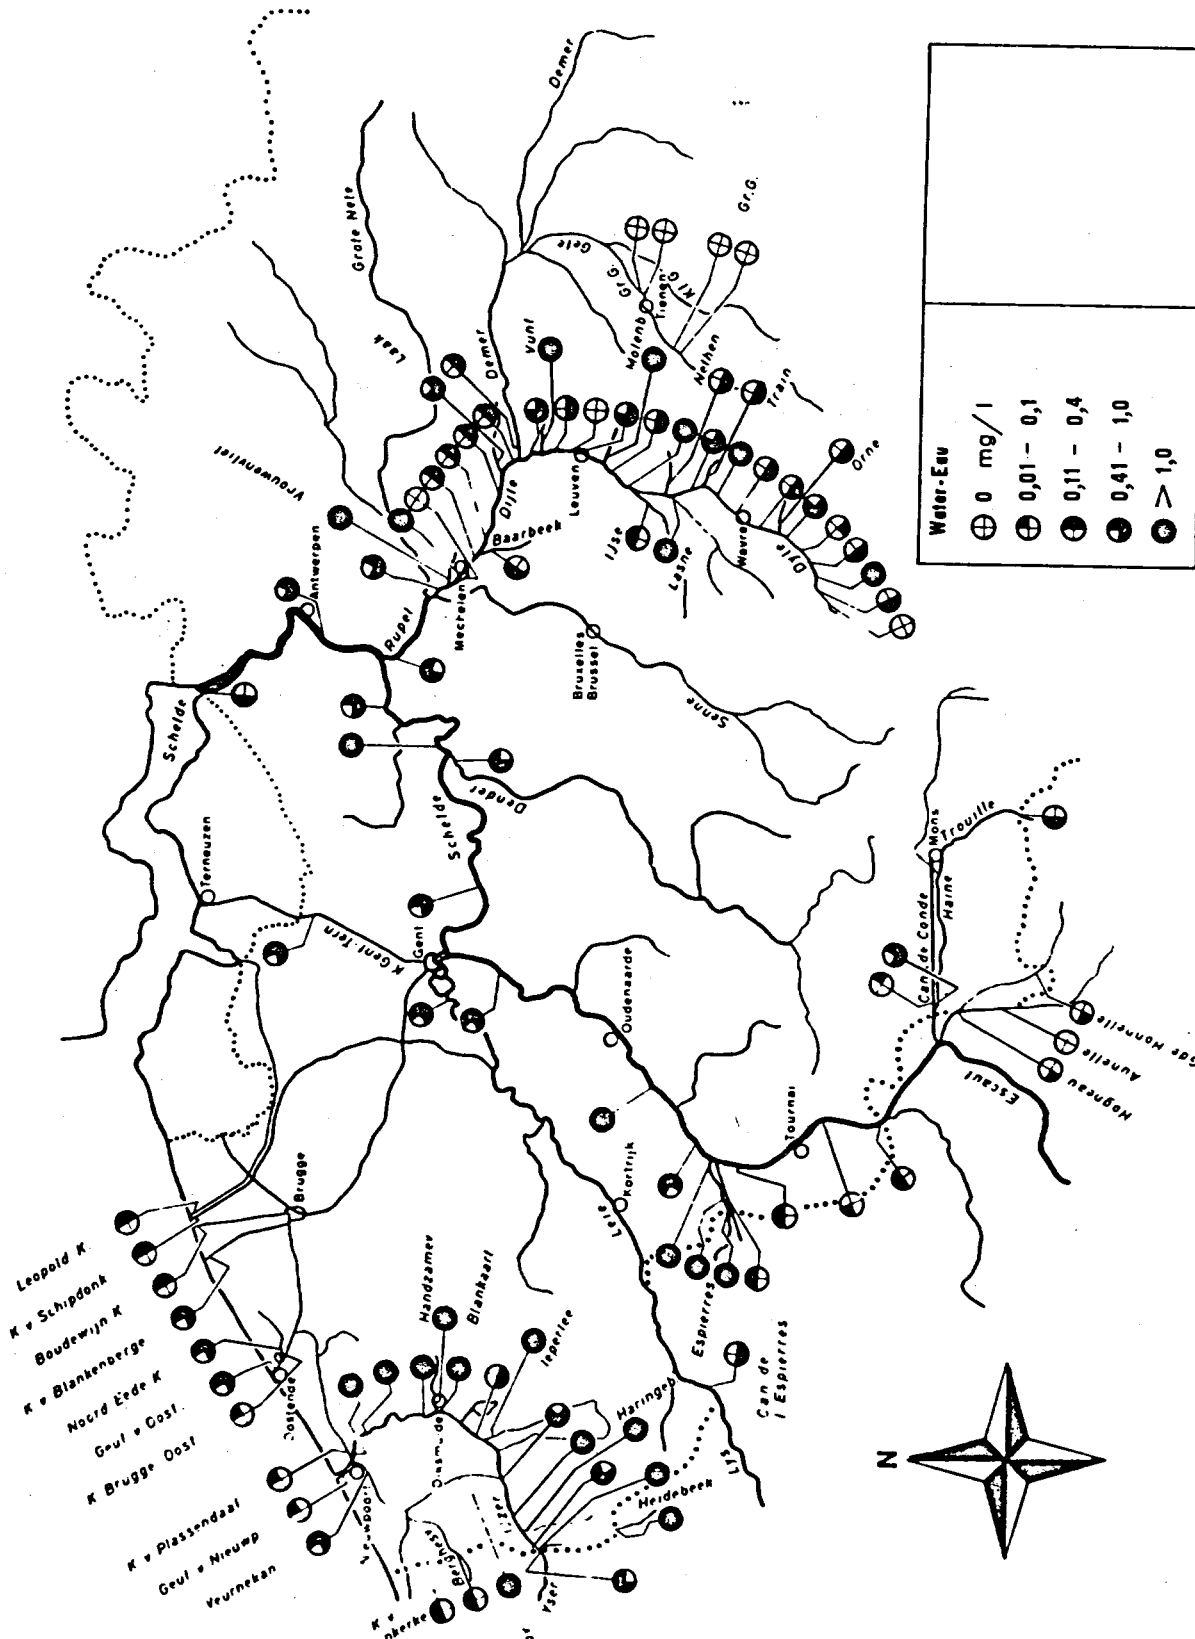 Demer
Grote Nete
Laak
Demer
Vunt
Gete
Gr.G.
Kl G
Gr.G.
Tienen
Molenb
Nethen
Train
Vrouwenvliet
Antwerpen
Rupel
Mechelen
Dijle
Baarbeek
Leuven
IJse
Lasne
Wavre
Dyle
Orne
Bruxelles
Brussel
Senne
Schelde
Terneuzen
K Gent-Tern
Gent
Schelde
Dender
Oudenaarde
Mons
Trouille
Can. de Conde
Haine
Honnelle
Aunelle
Hogneau
Escaut
Tournai
Kortrijk
Leie
Brugge
Leopold K.
K v Schipdonk
Boudewijn K
K v Blankenberge
Noord Eede K
Geul v Oost.
K Brugge Oost
Oostende
K v Plassendaal
Geul v Nieuwp
Veurnekan
Handzamev
Blankaart
Ieperlee
Haringeb
Heidebeek
Espierres
Can de
l Espierres
Lys
IJzer
Yser
K v
N
Water-Eau
0 mg/l
0,01 - 0,1
0,11 - 0,4
0,41 - 1,0
> 1,0